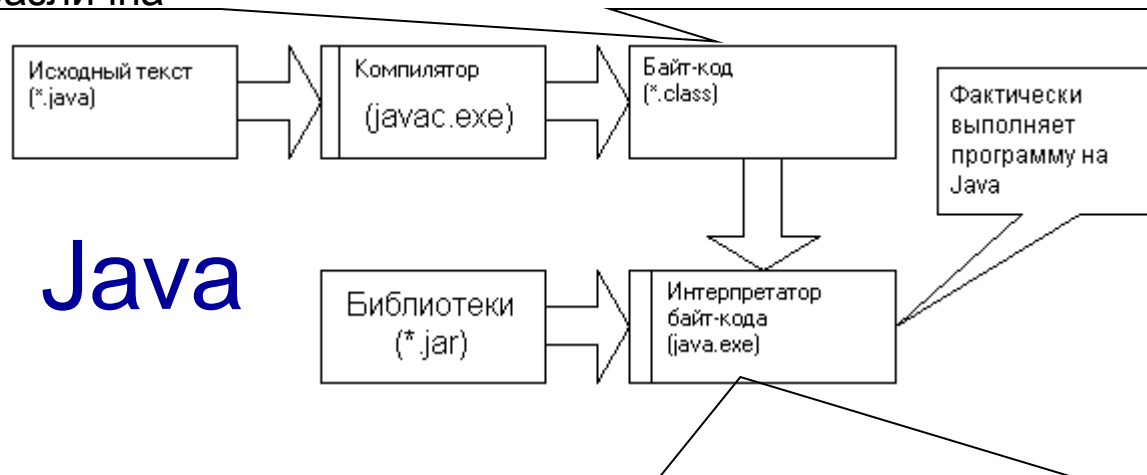 Исходный текст
(*.java)
Компилятор
(javac.exe)
Байт-код
(*.class)
Фактически
выполняет
программу на
Java
Java
Библиотеки
(*.jar)
Интерпретатор
байт-кода
(java.exe)